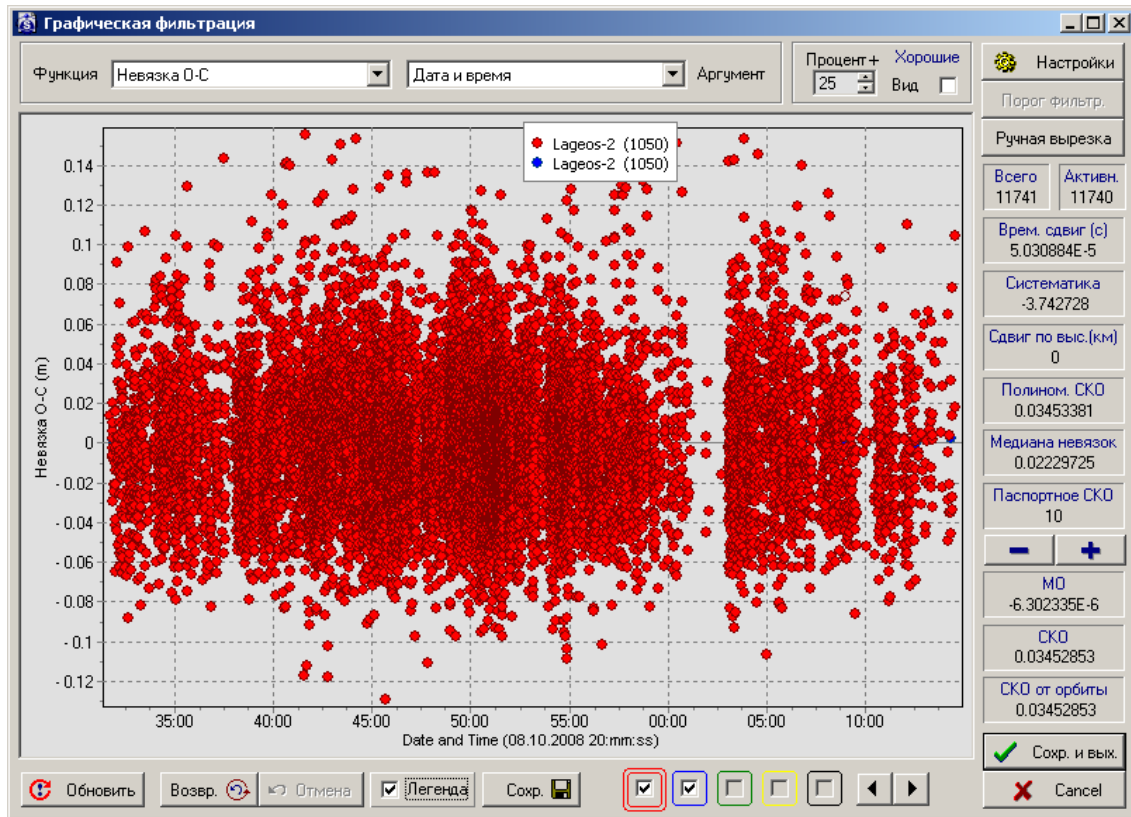 Графическая фильтрация
Функция Невязка О-С Дата и время Аргумент
Процент+ Хорошие
25 Вид
Настройки
Порог фильтр.
Ручная вырезка
Всего Активн.
11741 11740
Врем. сдвиг (с)
5.030884E-5
Систематика
-3.742728
Сдвиг по выс.(км)
0
Полином. СКО
0.03453381
Медиана невязок
0.02229725
Паспортное СКО
10
МО
-6.302335E-6
СКО
0.03452853
СКО от орбиты
0.03452853
Сохр. и вых.
Cancel
Lageos-2 (1050)
Lageos-2 (1050)
Невязка О-С (m)
0.14
0.12
0.1
0.08
0.06
0.04
0.02
0
- 0.02
- 0.04
- 0.06
- 0.08
- 0.1
- 0.12
35:00 40:00 45:00 50:00 55:00 00:00 05:00 10:00
Date and Time (08.10.2008 20:mm:ss)
Обновить Возвр. Отмена Легенда Сохр.